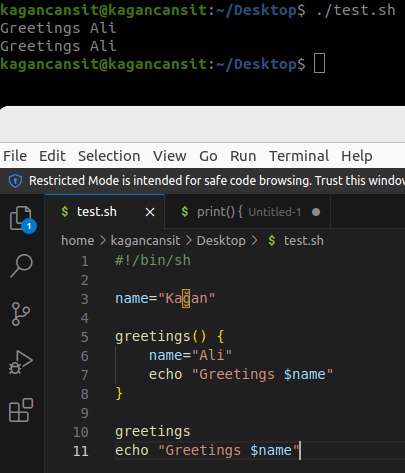 kagancansit@kagancansit:~/Desktop$ ./test.sh
Greetings Ali
Greetings Ali
kagancansit@kagancansit:~/Desktop$
File Edit Selection View Go Run Terminal Help
Restricted Mode is intended for safe code browsing. Trust this window
1
$ test.sh × $ print() { Untitled-1 ●
home > kagancansit > Desktop > $ test.sh
1 #!/bin/sh
2
3 name="Kağan"
4
5 greetings() {
6 name="Ali"
7 echo "Greetings $name"
8 }
9
10 greetings
11 echo "Greetings $name"